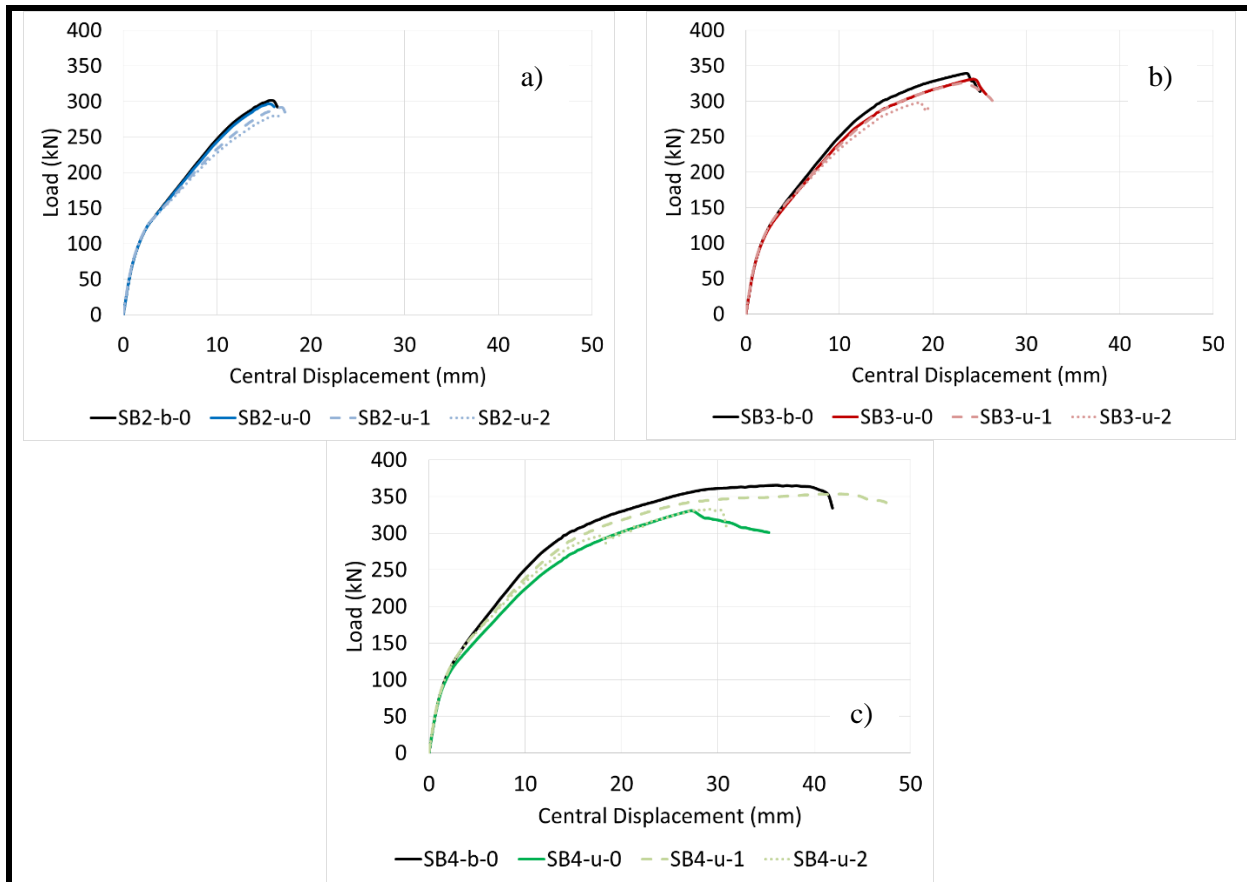 a)
400
350
300
250
200
150
100
50
0
Load (kN)
0 10 20 30 40 50
Central Displacement (mm)
SB2-b-0 SB2-u-0 SB2-u-1 SB2-u-2
b)
400
350
300
250
200
150
100
50
0
Load (kN)
0 10 20 30 40 50
Central Displacement (mm)
SB3-b-0 SB3-u-0 SB3-u-1 SB3-u-2
c)
400
350
300
250
200
150
100
50
0
Load (kN)
0 10 20 30 40 50
Central Displacement (mm)
SB4-b-0 SB4-u-0 SB4-u-1 SB4-u-2